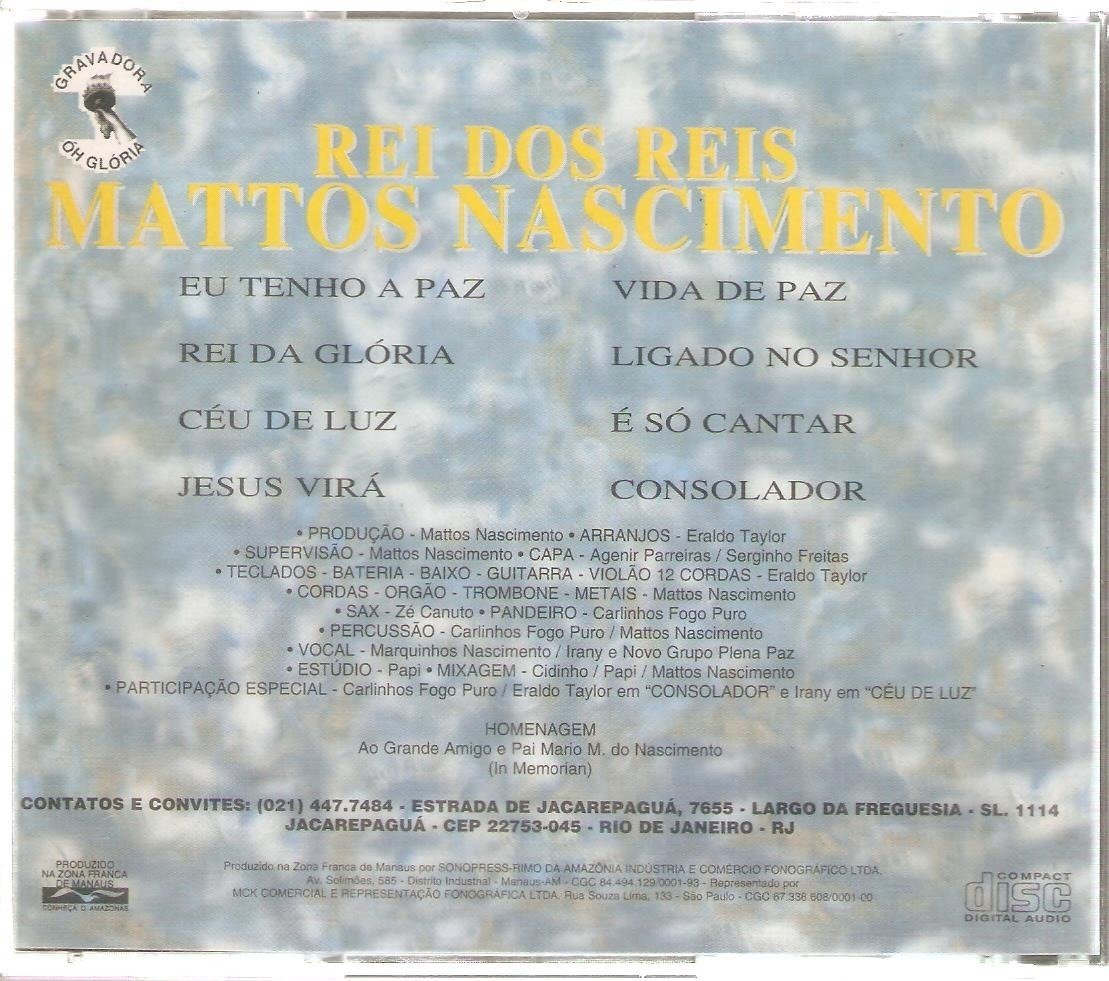 GRAVADORA
ÓH GLÓRIA
REI DOS REIS
MATTOS NASCIMENTO
EU TENHO A PAZ
REI DA GLÓRIA
CÉU DE LUZ
JESUS VIRÁ
VIDA DE PAZ
LIGADO NO SENHOR
É SÓ CANTAR
CONSOLADOR
• PRODUÇÃO - Mattos Nascimento • ARRANJOS - Eraldo Taylor
• SUPERVISÃO - Mattos Nascimento • CAPA - Agenir Parreiras / Serginho Freitas
• TECLADOS - BATERIA - BAIXO - GUITARRA - VIOLÃO 12 CORDAS - Eraldo Taylor
• CORDAS - ORGÃO - TROMBONE - METAIS - Mattos Nascimento
• SAX - Zé Canuto • PANDEIRO - Carlinhos Fogo Puro
• PERCUSSÃO - Carlinhos Fogo Puro / Mattos Nascimento
• VOCAL - Marquinhos Nascimento / Irany e Novo Grupo Plena Paz
• ESTÚDIO - Papi • MIXAGEM - Cidinho / Papi / Mattos Nascimento
• PARTICIPAÇÃO ESPECIAL - Carlinhos Fogo Puro / Eraldo Taylor em “CONSOLADOR” e Irany em “CÉU DE LUZ”
HOMENAGEM
Ao Grande Amigo e Pai Mario M. do Nascimento
(In Memorian)
CONTATOS E CONVITES: (021) 447.7484 - ESTRADA DE JACAREPAGUÁ, 7655 - LARGO DA FREGUESIA - SL. 1114
JACAREPAGUÁ - CEP 22753-045 - RIO DE JANEIRO - RJ
PRODUZIDO
NA ZONA FRANCA
DE MANAUS
CONHEÇA O AMAZONAS
Produzido na Zona Franca de Manaus por SONOPRESS-RIMO DA AMAZÔNIA INDÚSTRIA E COMÉRCIO FONOGRÁFICO LTDA.
Av. Solimões, 585 - Distrito Industrial - Manaus-AM - CGC 84.494.129/0001-93 - Representado por
MCK COMERCIAL E REPRESENTAÇÃO FONOGRÁFICA LTDA. Rua Souza Lima, 133 - São Paulo - CGC 67.336.608/0001-00
COMPACT
disc
DIGITAL AUDIO